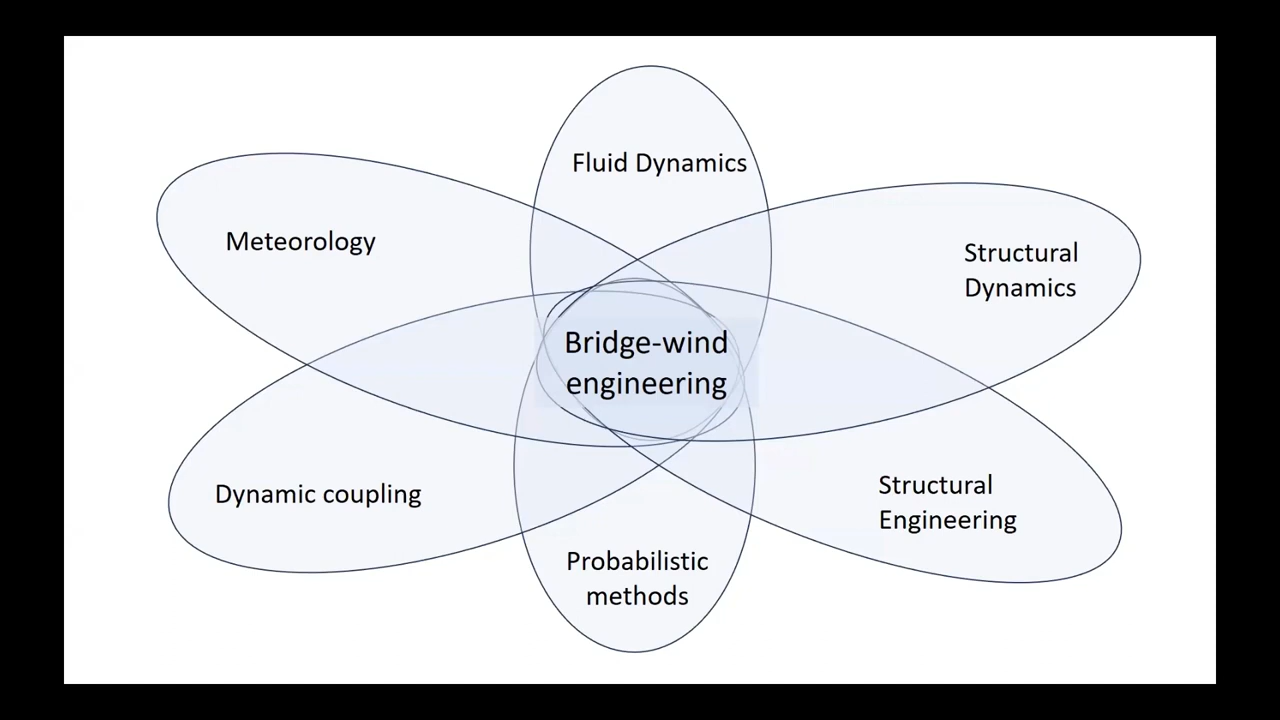 Fluid Dynamics
Meteorology
Structural
Dynamics
Bridge-wind
engineering
Dynamic coupling
Structural
Engineering
Probabilistic
methods